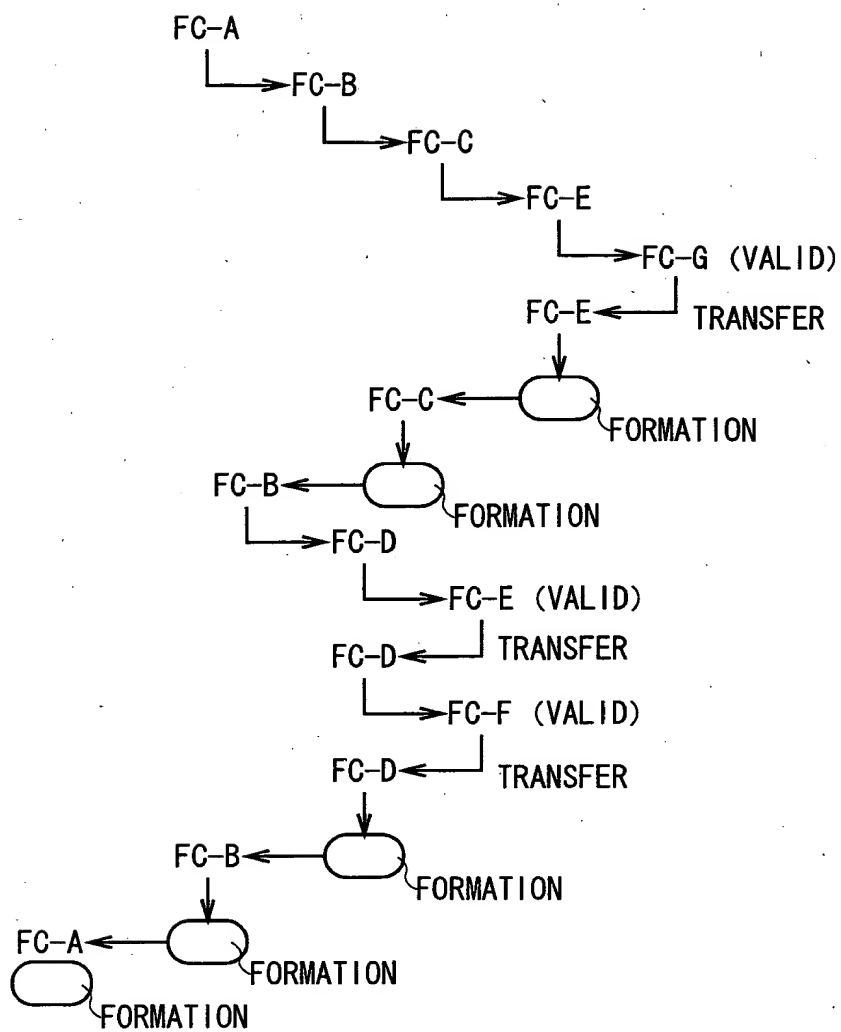 FC-A
FC-B
FC-C
FC-E
FC-G (VALID)
FC-E
TRANSFER
FC-C
FORMATION
FC-B
FORMATION
FC-D
FC-E (VALID)
FC-D
TRANSFER
FC-F (VALID)
FC-D
TRANSFER
FC-B
FORMATION
FC-A
FORMATION
FORMATION